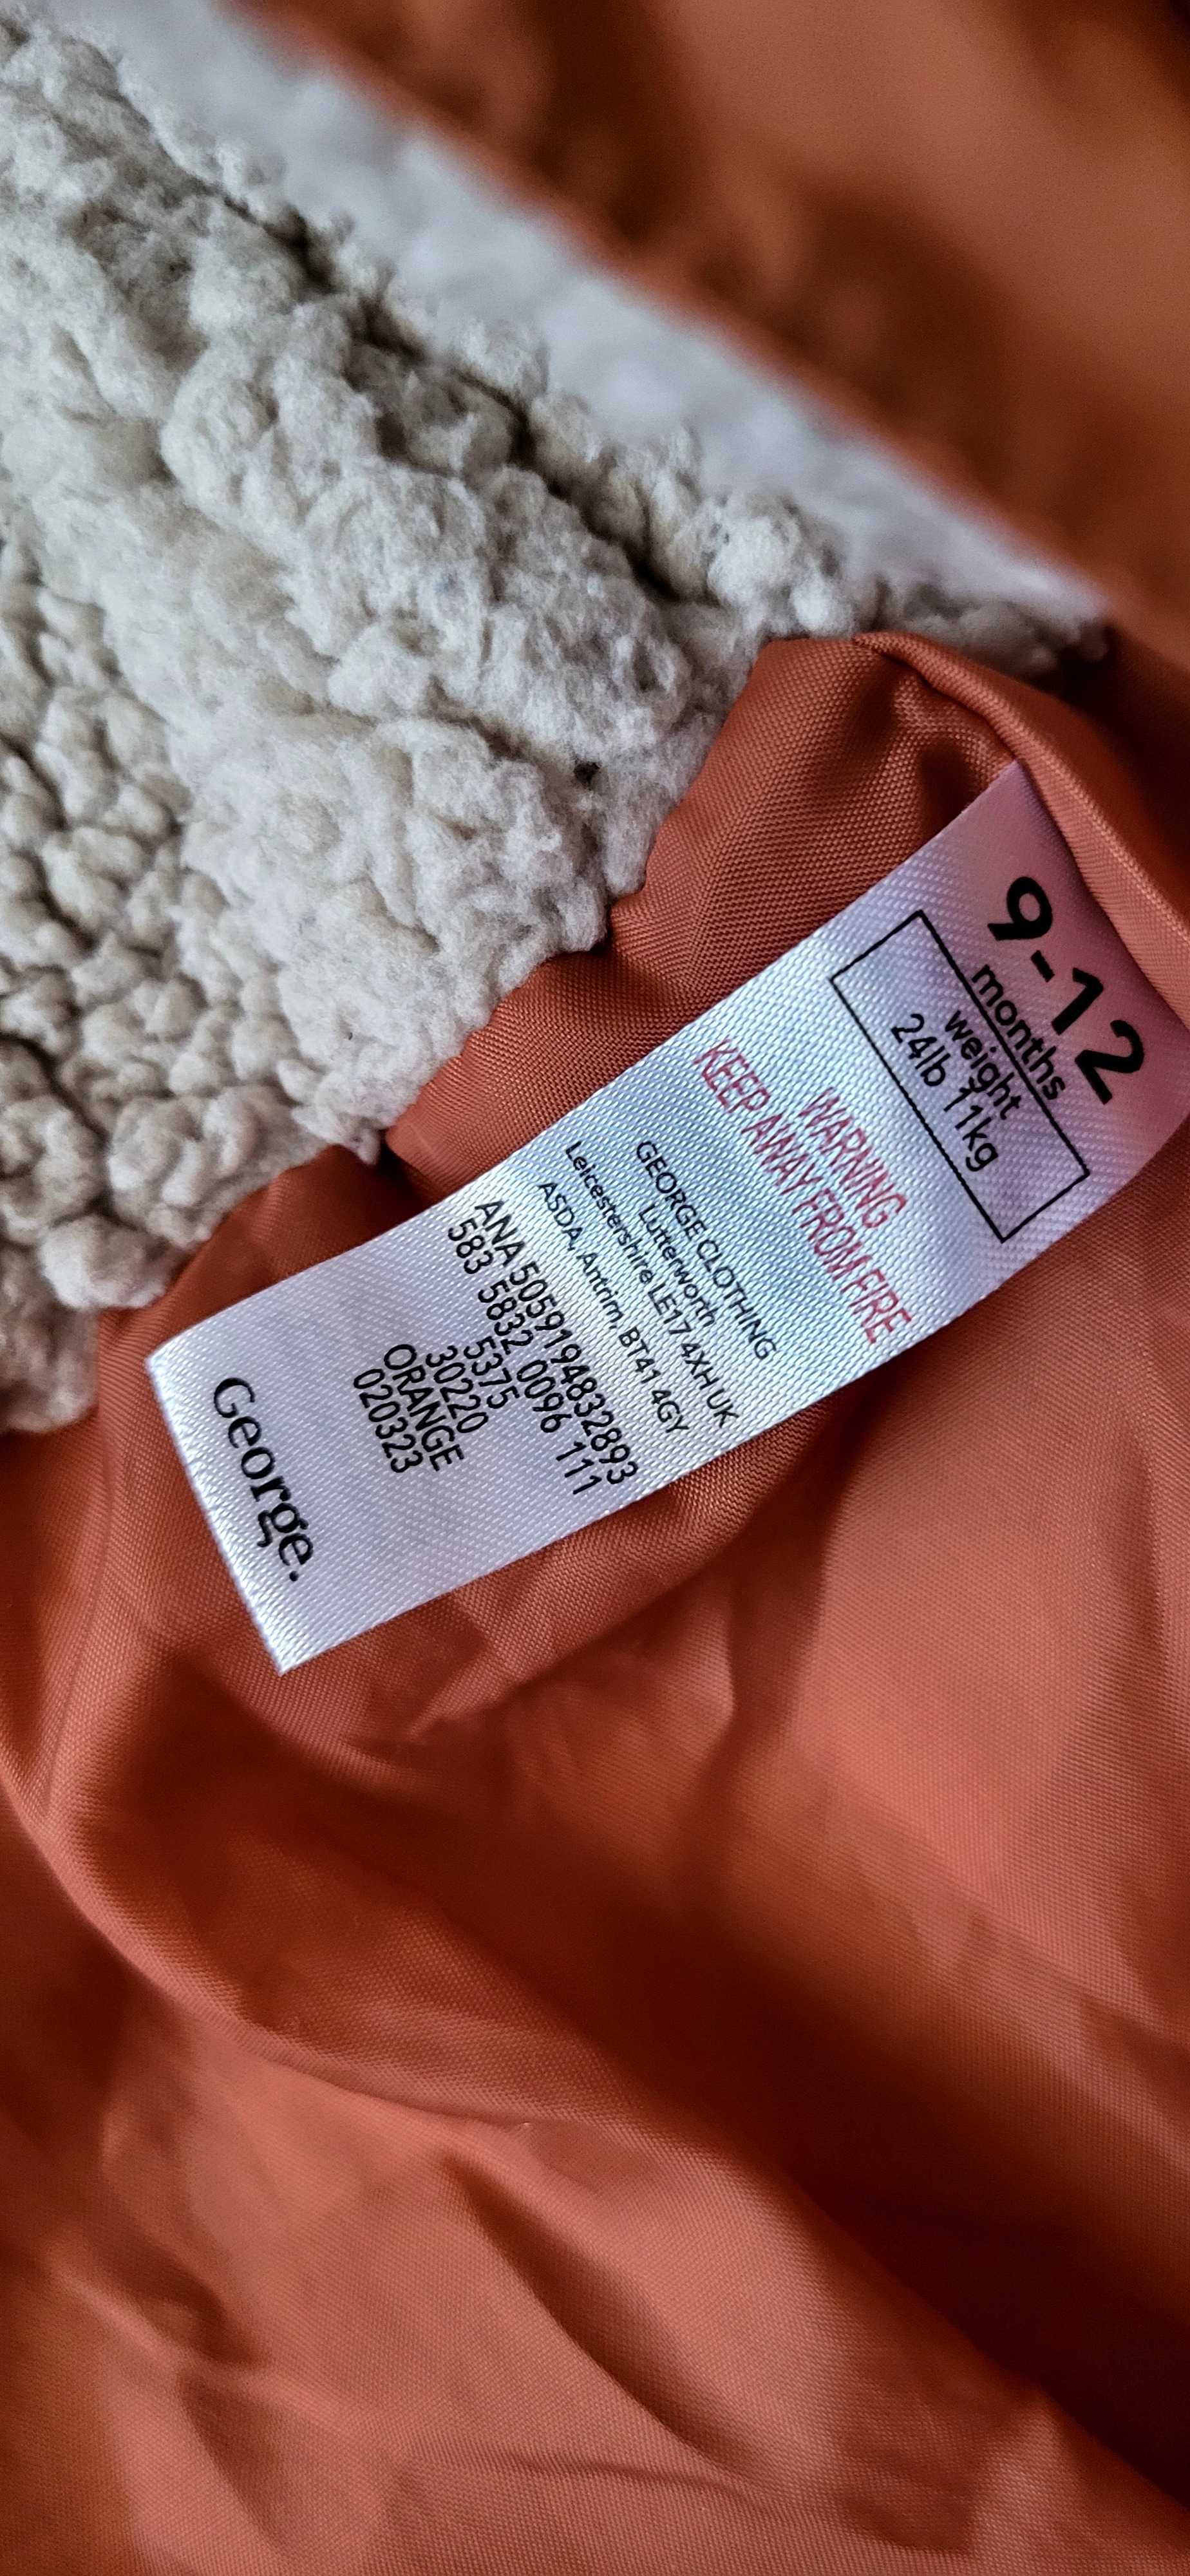 9-12
months
weight
24lb 11kg
WARNING
KEEP AWAY FROM FIRE
GEORGE CLOTHING
Lutterworth
Leicestershire LE17 4XH UK
ASDA, Antrim, BT41 4GY
ANA 5059194832893
583 5832 0096 111
5375
30220
ORANGE
020323
George.